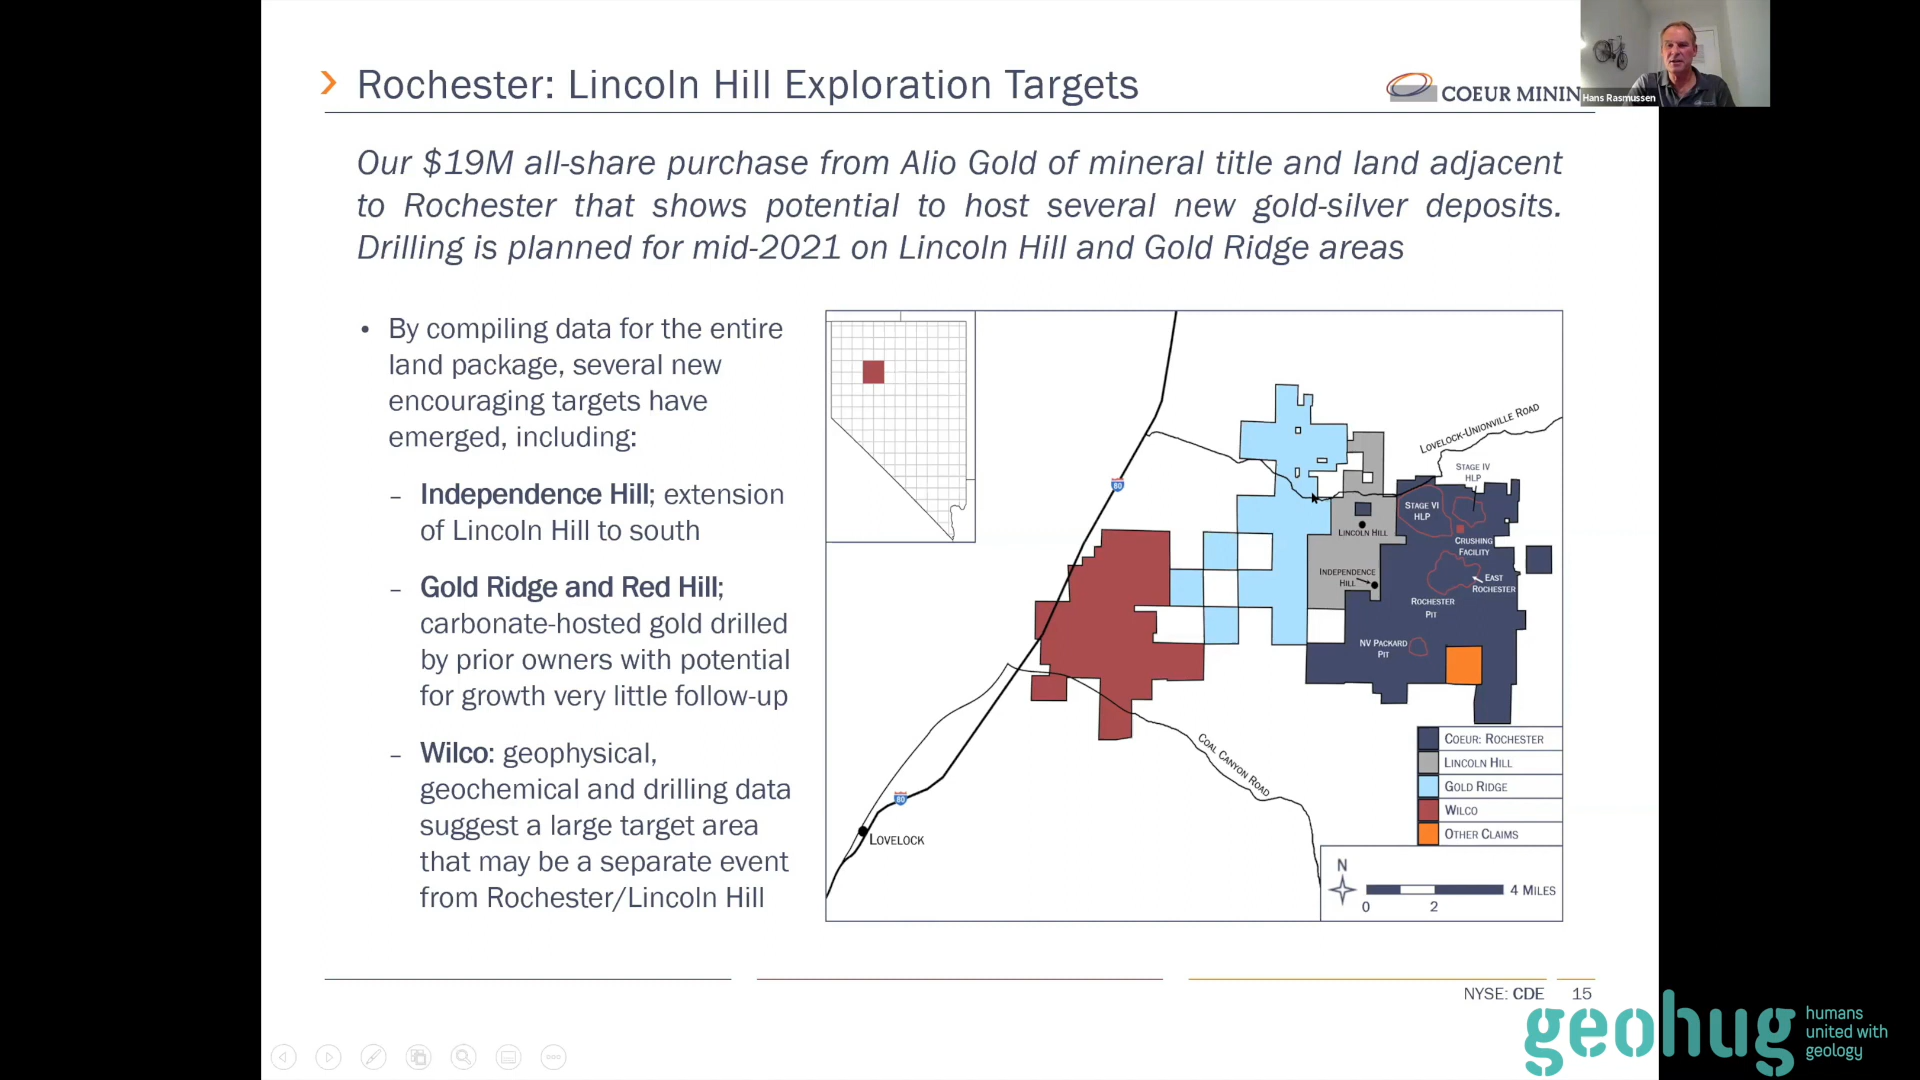 Rochester: Lincoln Hill Exploration Targets
COEUR MININ
Hans Rasmussen
Our $19M all-share purchase from Alio Gold of mineral title and land adjacent
to Rochester that shows potential to host several new gold-silver deposits.
Drilling is planned for mid-2021 on Lincoln Hill and Gold Ridge areas
• By compiling data for the entire
land package, several new
encouraging targets have
emerged, including:
– Independence Hill; extension
of Lincoln Hill to south
– Gold Ridge and Red Hill;
carbonate-hosted gold drilled
by prior owners with potential
for growth very little follow-up
– Wilco: geophysical,
geochemical and drilling data
suggest a large target area
that may be a separate event
from Rochester/Lincoln Hill
LOVELOCK-UNIONVILLE ROAD
STAGE IV
HLP
80
STAGE VI
HLP
LINCOLN HILL
CRUSHING
FACILITY
INDEPENDENCE
HILL
EAST
ROCHESTER
ROCHESTER
PIT
NV PACKARD
PIT
COAL CANYON ROAD
80
LOVELOCK
COEUR: ROCHESTER
LINCOLN HILL
GOLD RIDGE
WILCO
OTHER CLAIMS
N
4 MILES
0 2
NYSE: CDE 15
geohug
humans
united with
geology